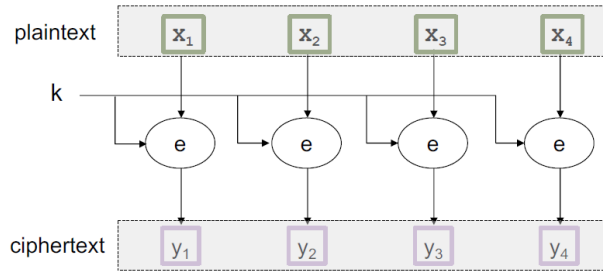 plaintext x₁ x₂ x₃ x₄
k
e e e e
ciphertext y₁ y₂ y₃ y₄